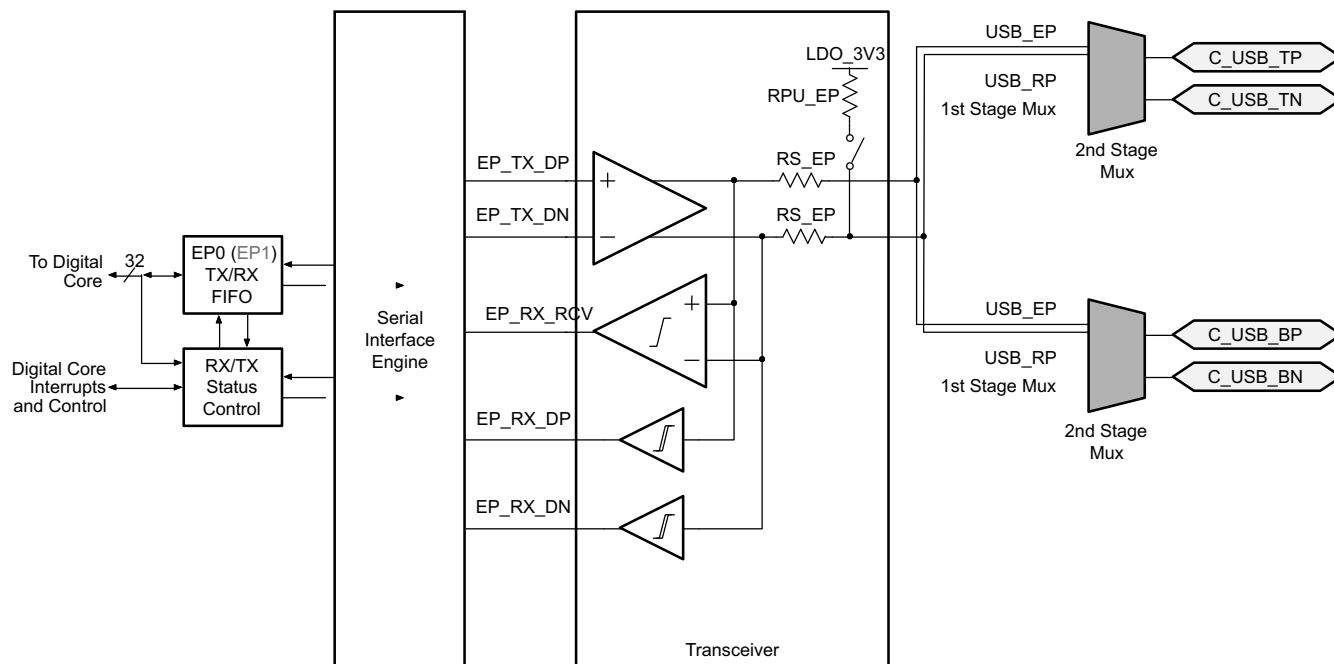 USB_EP
C_USB_TP
LDO_3V3
USB_RP
RPU_EP
1st Stage Mux
C_USB_TN
2nd Stage
Mux
EP_TX_DP
RS_EP
EP_TX_DN
RS_EP
To Digital
Core
32
EP0 (EP1)
TX/RX
FIFO
EP_RX_RCV
Serial
Interface
Engine
USB_EP
C_USB_BP
USB_RP
1st Stage Mux
C_USB_BN
Digital Core
Interrupts
and Control
RX/TX
Status
Control
EP_RX_DP
2nd Stage
Mux
EP_RX_DN
Transceiver